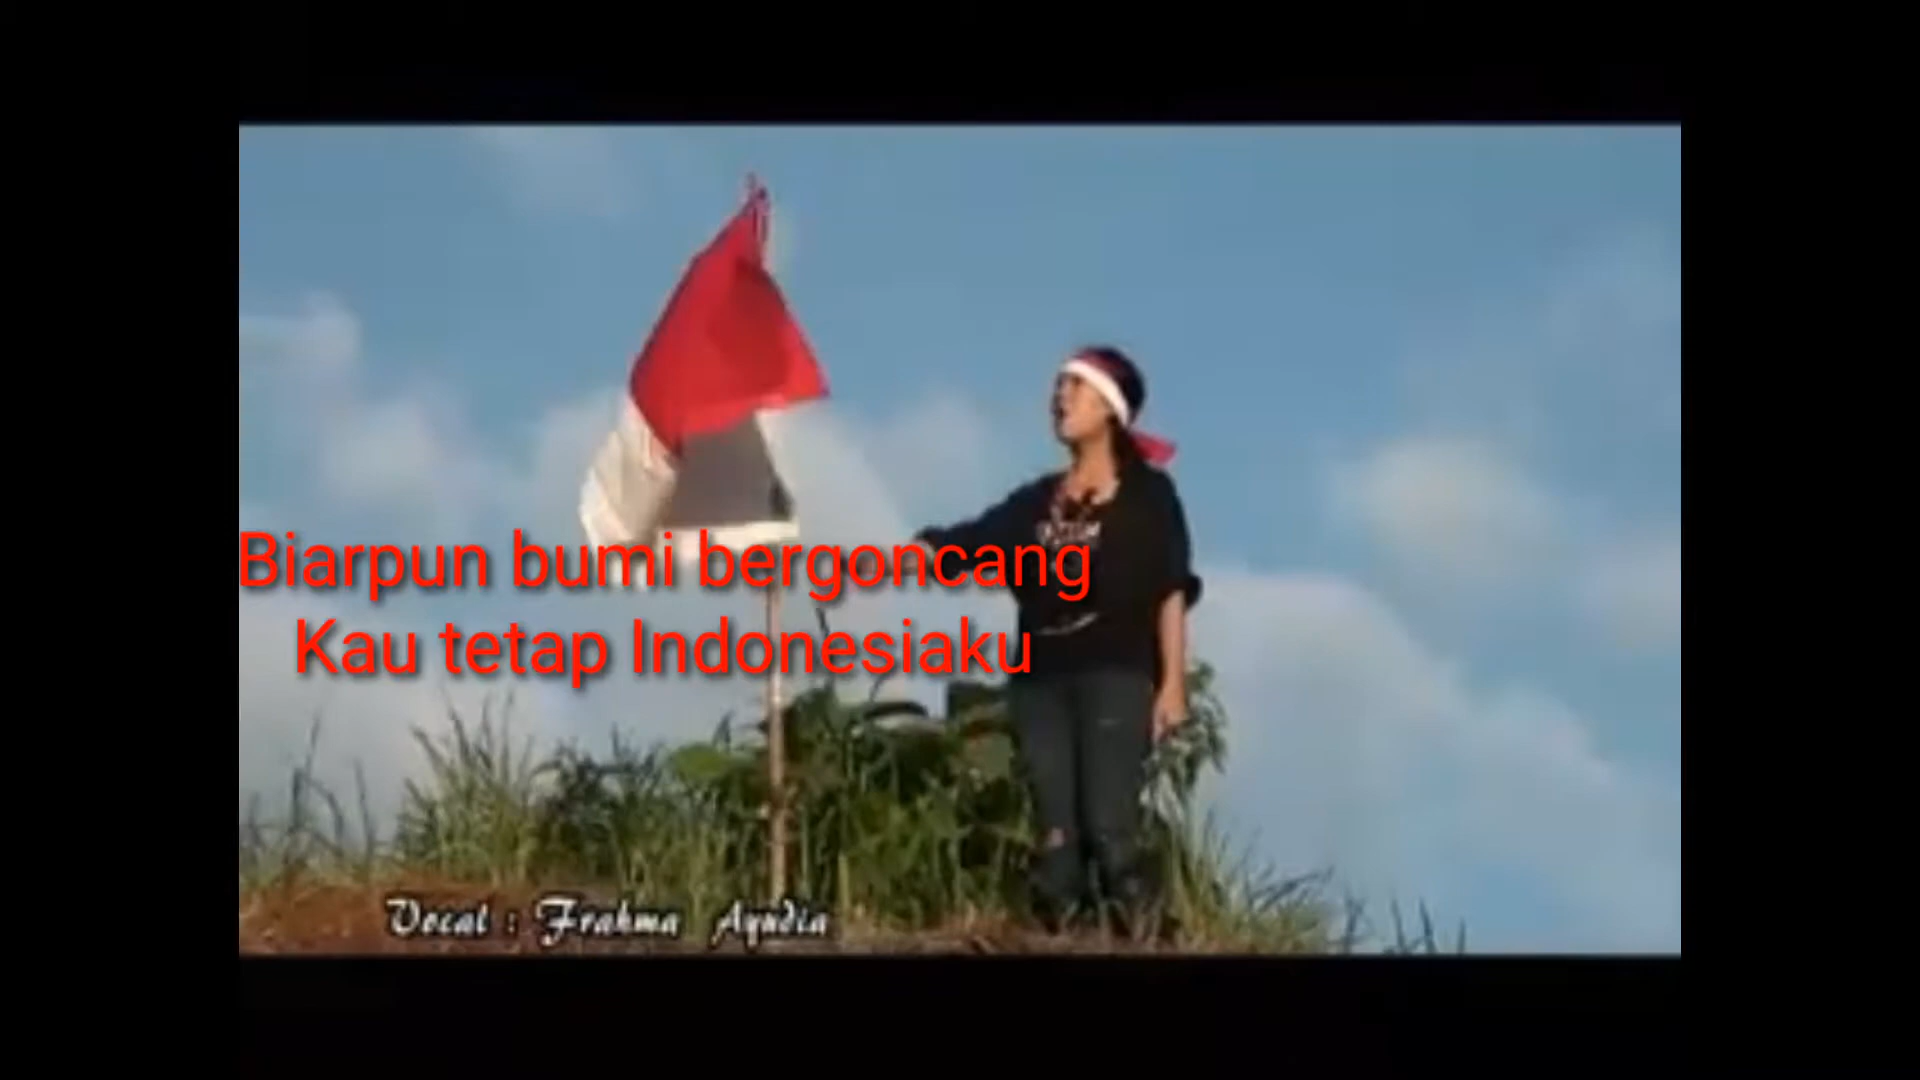 Biarpun bumi bergoncang
Kau tetap Indonesiaku
Vocal : Frahma Ayudia